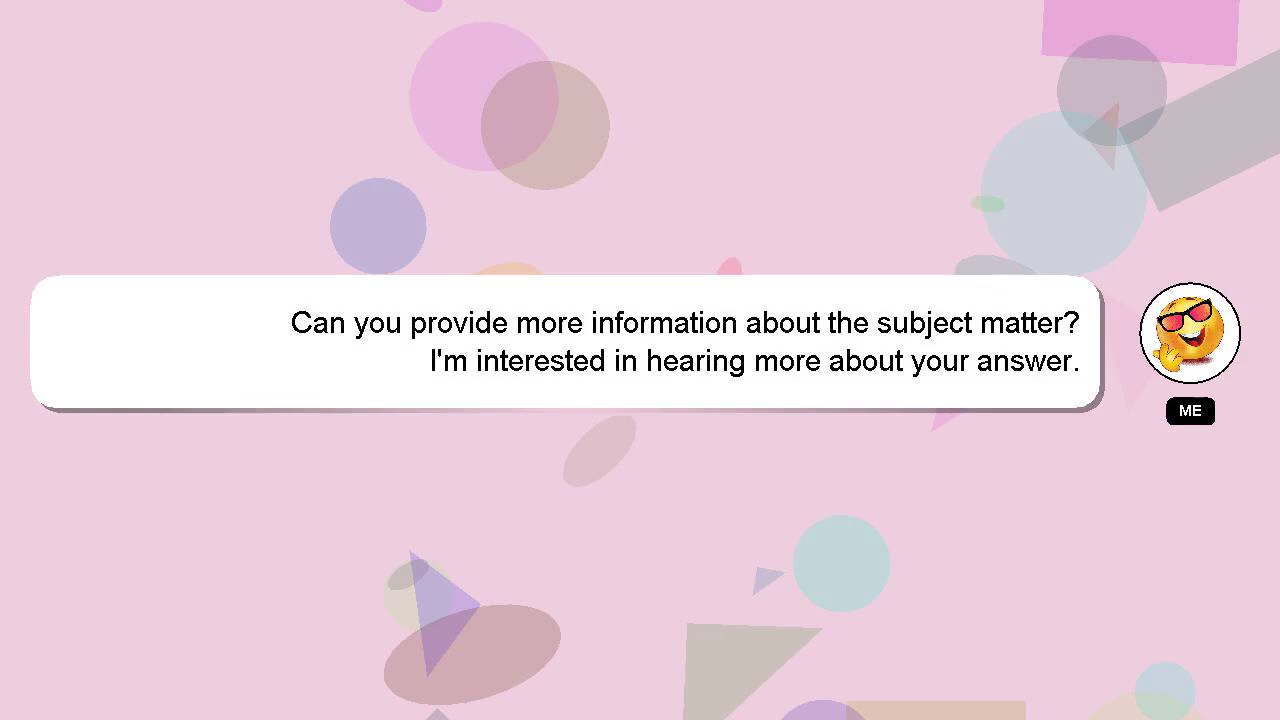 Can you provide more information about the subject matter?
I'm interested in hearing more about your answer.
ME